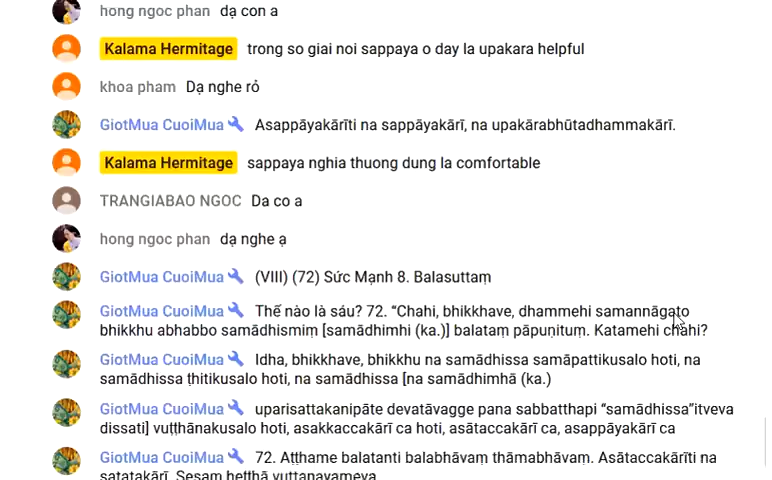 hong ngoc phan dạ con a
Kalama Hermitage trong so giai noi sappaya o day la upakara helpful
khoa pham Dạ nghe rỏ
GiotMua CuoiMua Asappāyakārīti na sappāyakārī, na upakārabhūtadhammakārī.
Kalama Hermitage sappaya nghia thuong dung la comfortable
TRANGIABAO NGOC Da co a
hong ngoc phan dạ nghe ạ
GiotMua CuoiMua (VIII) (72) Sức Mạnh 8. Balasuttaṃ
GiotMua CuoiMua Thế nào là sáu? 72. “Chahi, bhikkhave, dhammehi samannāgato
bhikkhu abhabbo samādhismiṃ [samādhimhi (ka.)] balataṃ pāpuṇituṃ. Katamehi chahi?
GiotMua CuoiMua Idha, bhikkhave, bhikkhu na samādhissa samāpattikusalo hoti, na
samādhissa ṭhitikusalo hoti, na samādhissa [na samādhimhā (ka.)
GiotMua CuoiMua uparisattakanipāte devatāvagge pana sabbatthapi “samādhissa”itveva
dissati] vuṭṭhānakusalo hoti, asakkaccakārī ca hoti, asātaccakārī ca, asappāyakārī ca
GiotMua CuoiMua 72. Aṭṭhame balatanti balabhāvaṃ thāmabhāvaṃ. Asātaccakārīti na
satatakārī. Sesaṃ heṭṭhā vuttanayameva